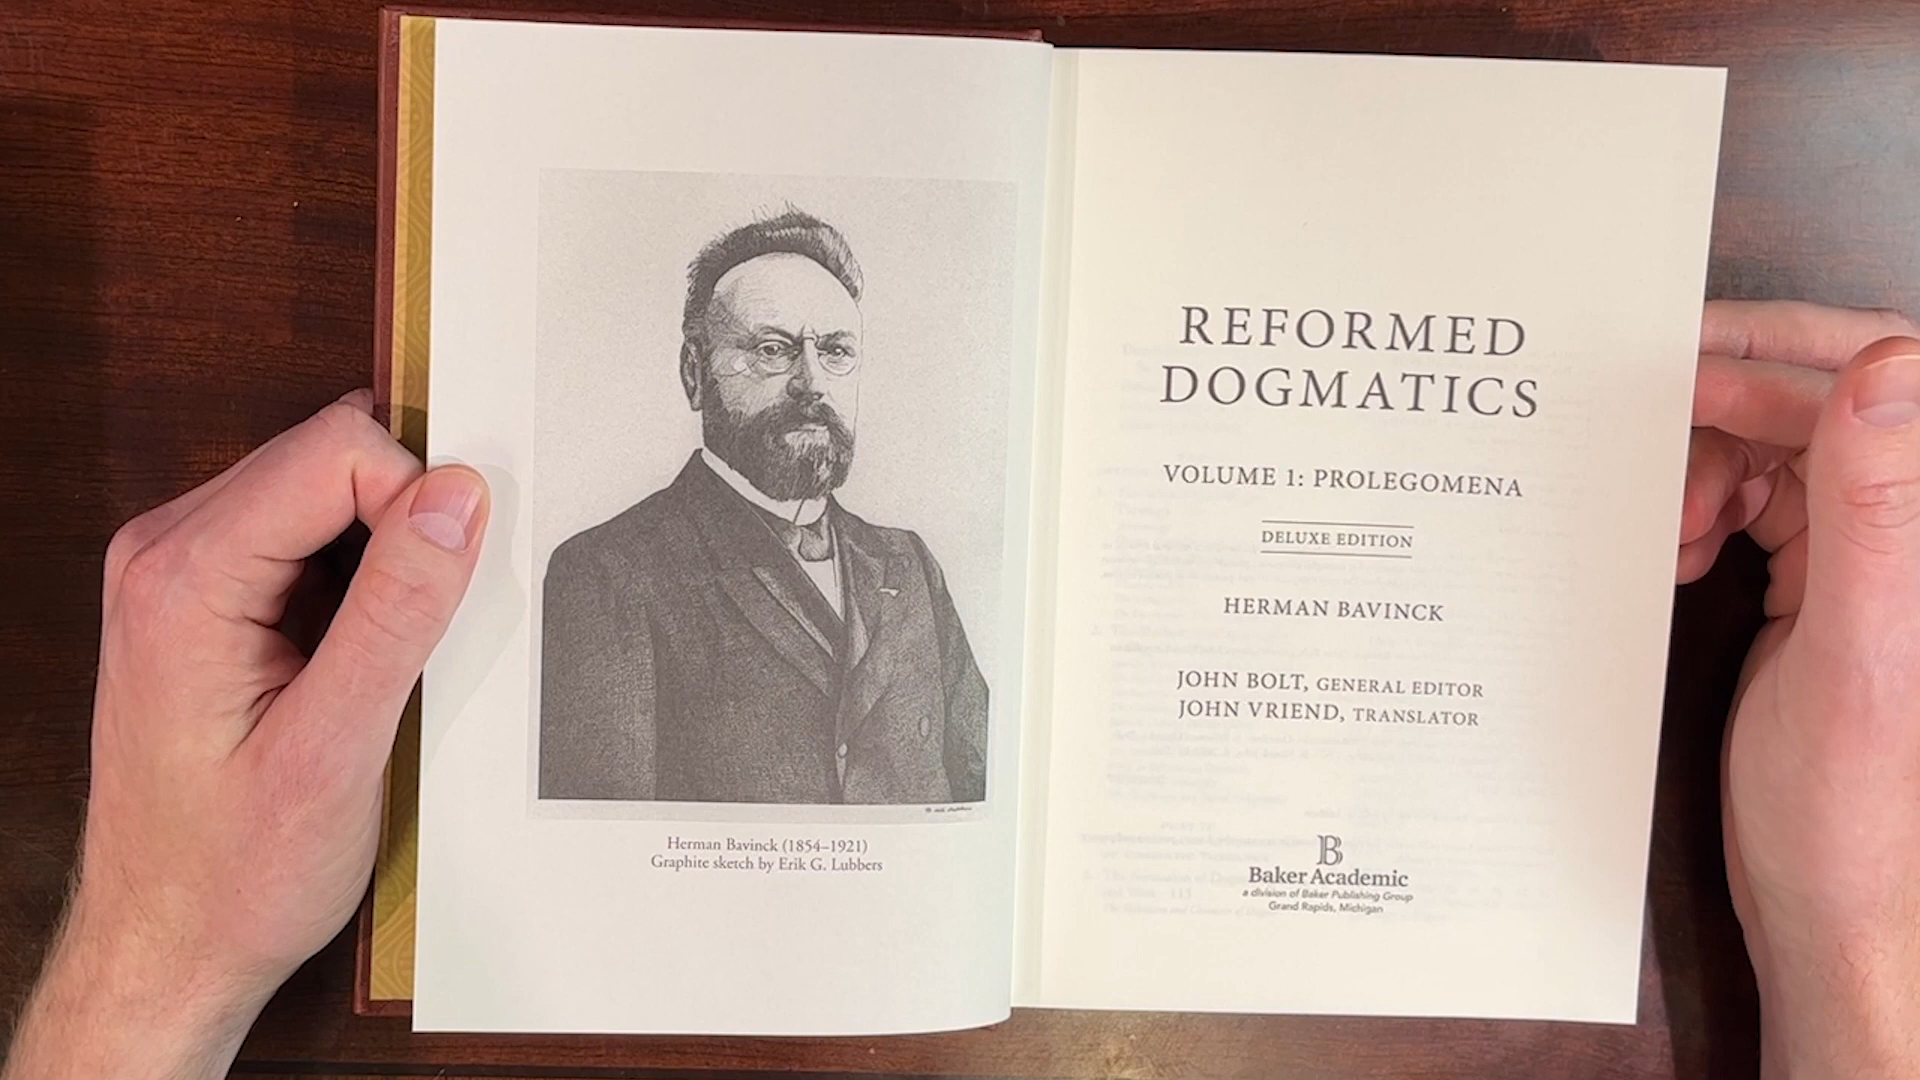 Herman Bavinck (1854–1921)
Graphite sketch by Erik G. Lubbers
REFORMED
DOGMATICS
VOLUME 1: PROLEGOMENA
DELUXE EDITION
HERMAN BAVINCK
JOHN BOLT, GENERAL EDITOR
JOHN VRIEND, TRANSLATOR
B
Baker Academic
a division of Baker Publishing Group
Grand Rapids, Michigan